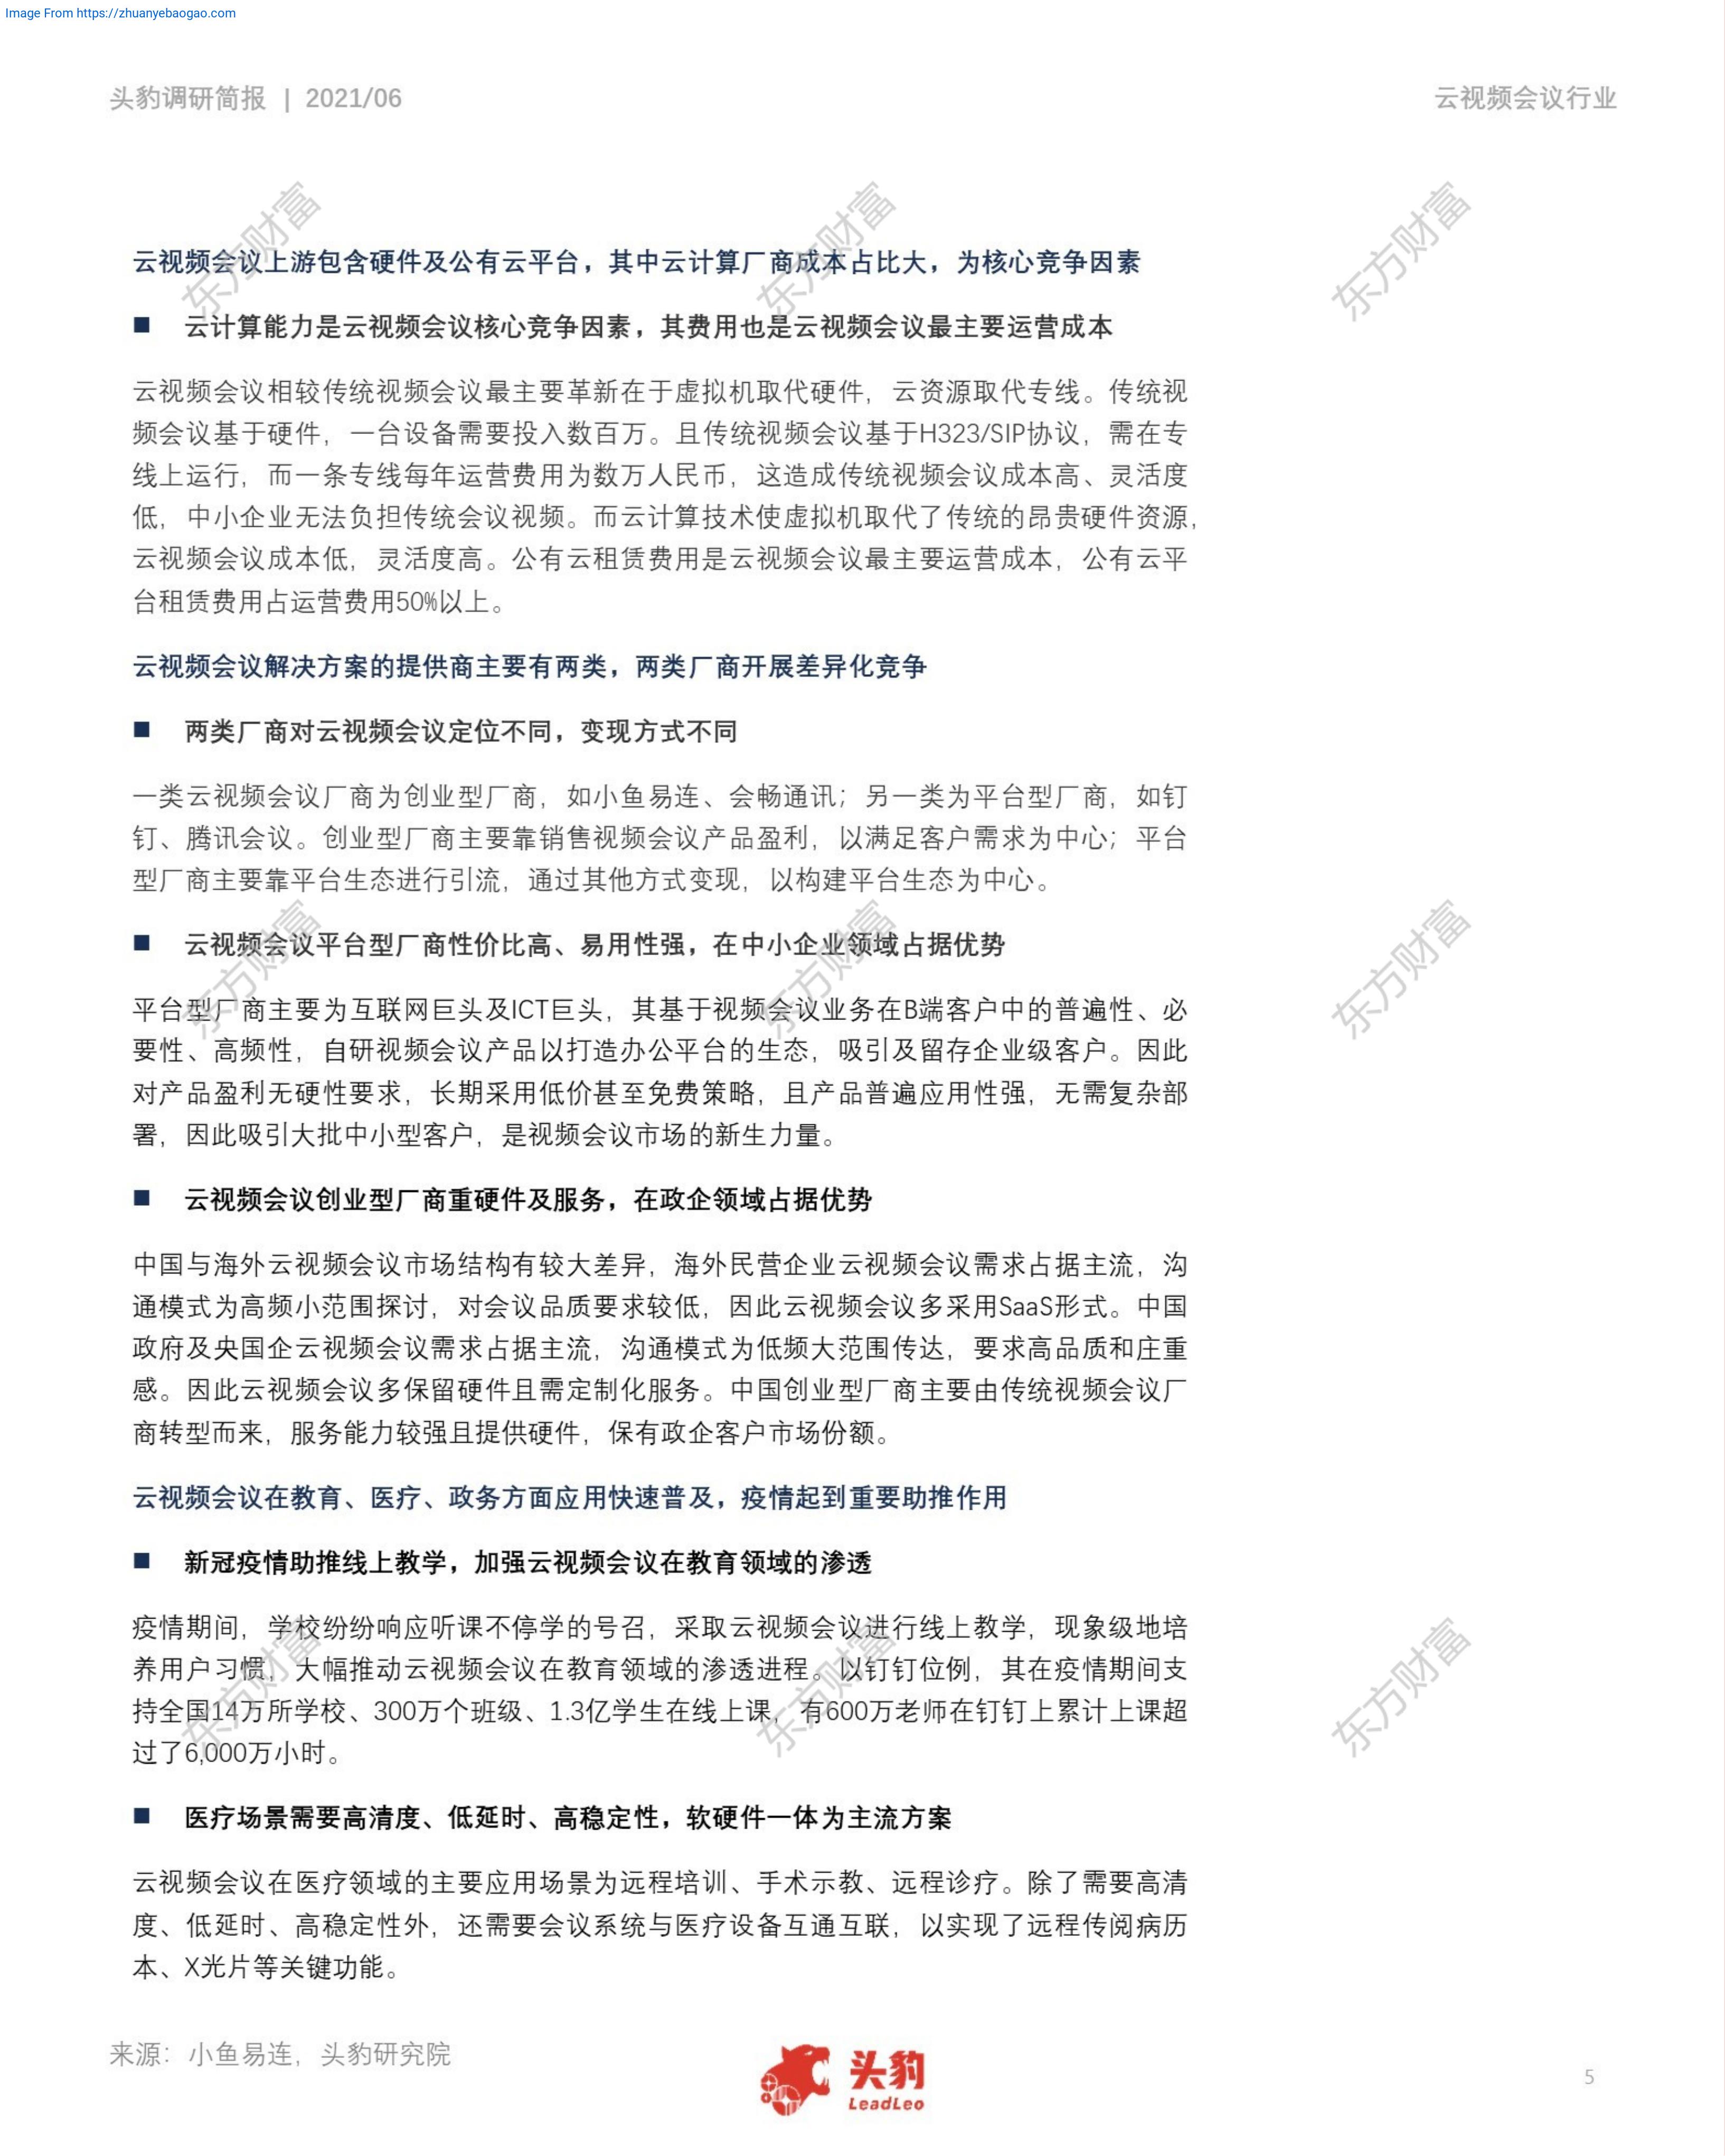 Image From https://zhuanyebaogao.com
头豹调研简报 | 2021/06
云视频会议行业
云视频会议上游包含硬件及公有云平台，其中云计算厂商成本占比大，为核心竞争因素
■ 云计算能力是云视频会议核心竞争因素，其费用也是云视频会议最主要运营成本
云视频会议相较传统视频会议最主要革新在于虚拟机取代硬件，云资源取代专线。传统视
频会议基于硬件，一台设备需要投入数百万。且传统视频会议基于H323/SIP协议，需在专
线上运行，而一条专线每年运营费用为数万人民币，这造成传统视频会议成本高、灵活度
低，中小企业无法负担传统会议视频。而云计算技术使虚拟机取代了传统的昂贵硬件资源，
云视频会议成本低，灵活度高。公有云租赁费用是云视频会议最主要运营成本，公有云平
台租赁费用占运营费用50%以上。
云视频会议解决方案的提供商主要有两类，两类厂商开展差异化竞争
■ 两类厂商对云视频会议定位不同，变现方式不同
一类云视频会议厂商为创业型厂商，如小鱼易连、会畅通讯；另一类为平台型厂商，如钉
钉、腾讯会议。创业型厂商主要靠销售视频会议产品盈利，以满足客户需求为中心；平台
型厂商主要靠平台生态进行引流，通过其他方式变现，以构建平台生态为中心。
■ 云视频会议平台型厂商性价比高、易用性强，在中小企业领域占据优势
平台型厂商主要为互联网巨头及ICT巨头，其基于视频会议业务在B端客户中的普遍性、必
要性、高频性，自研视频会议产品以打造办公平台的生态，吸引及留存企业级客户。因此
对产品盈利无硬性要求，长期采用低价甚至免费策略，且产品普遍应用性强，无需复杂部
署，因此吸引大批中小型客户，是视频会议市场的新生力量。
■ 云视频会议创业型厂商重硬件及服务，在政企领域占据优势
中国与海外云视频会议市场结构有较大差异，海外民营企业云视频会议需求占据主流，沟
通模式为高频小范围探讨，对会议品质要求较低，因此云视频会议多采用SaaS形式。中国
政府及央国企云视频会议需求占据主流，沟通模式为低频大范围传达，要求高品质和庄重
感。因此云视频会议多保留硬件且需定制化服务。中国创业型厂商主要由传统视频会议厂
商转型而来，服务能力较强且提供硬件，保有政企客户市场份额。
云视频会议在教育、医疗、政务方面应用快速普及，疫情起到重要助推作用
■ 新冠疫情助推线上教学，加强云视频会议在教育领域的渗透
疫情期间，学校纷纷响应听课不停学的号召，采取云视频会议进行线上教学，现象级地培
养用户习惯，大幅推动云视频会议在教育领域的渗透进程。以钉钉位例，其在疫情期间支
持全国14万所学校、300万个班级、1.3亿学生在线上课，有600万老师在钉钉上累计上课超
过了6,000万小时。
■ 医疗场景需要高清度、低延时、高稳定性，软硬件一体为主流方案
云视频会议在医疗领域的主要应用场景为远程培训、手术示教、远程诊疗。除了需要高清
度、低延时、高稳定性外，还需要会议系统与医疗设备互通互联，以实现了远程传阅病历
本、X光片等关键功能。
来源：小鱼易连，头豹研究院
头豹
LeadLeo
5
东方财富
东方财富
东方财富
东方财富
东方财富
东方财富
东方财富
东方财富
东方财富